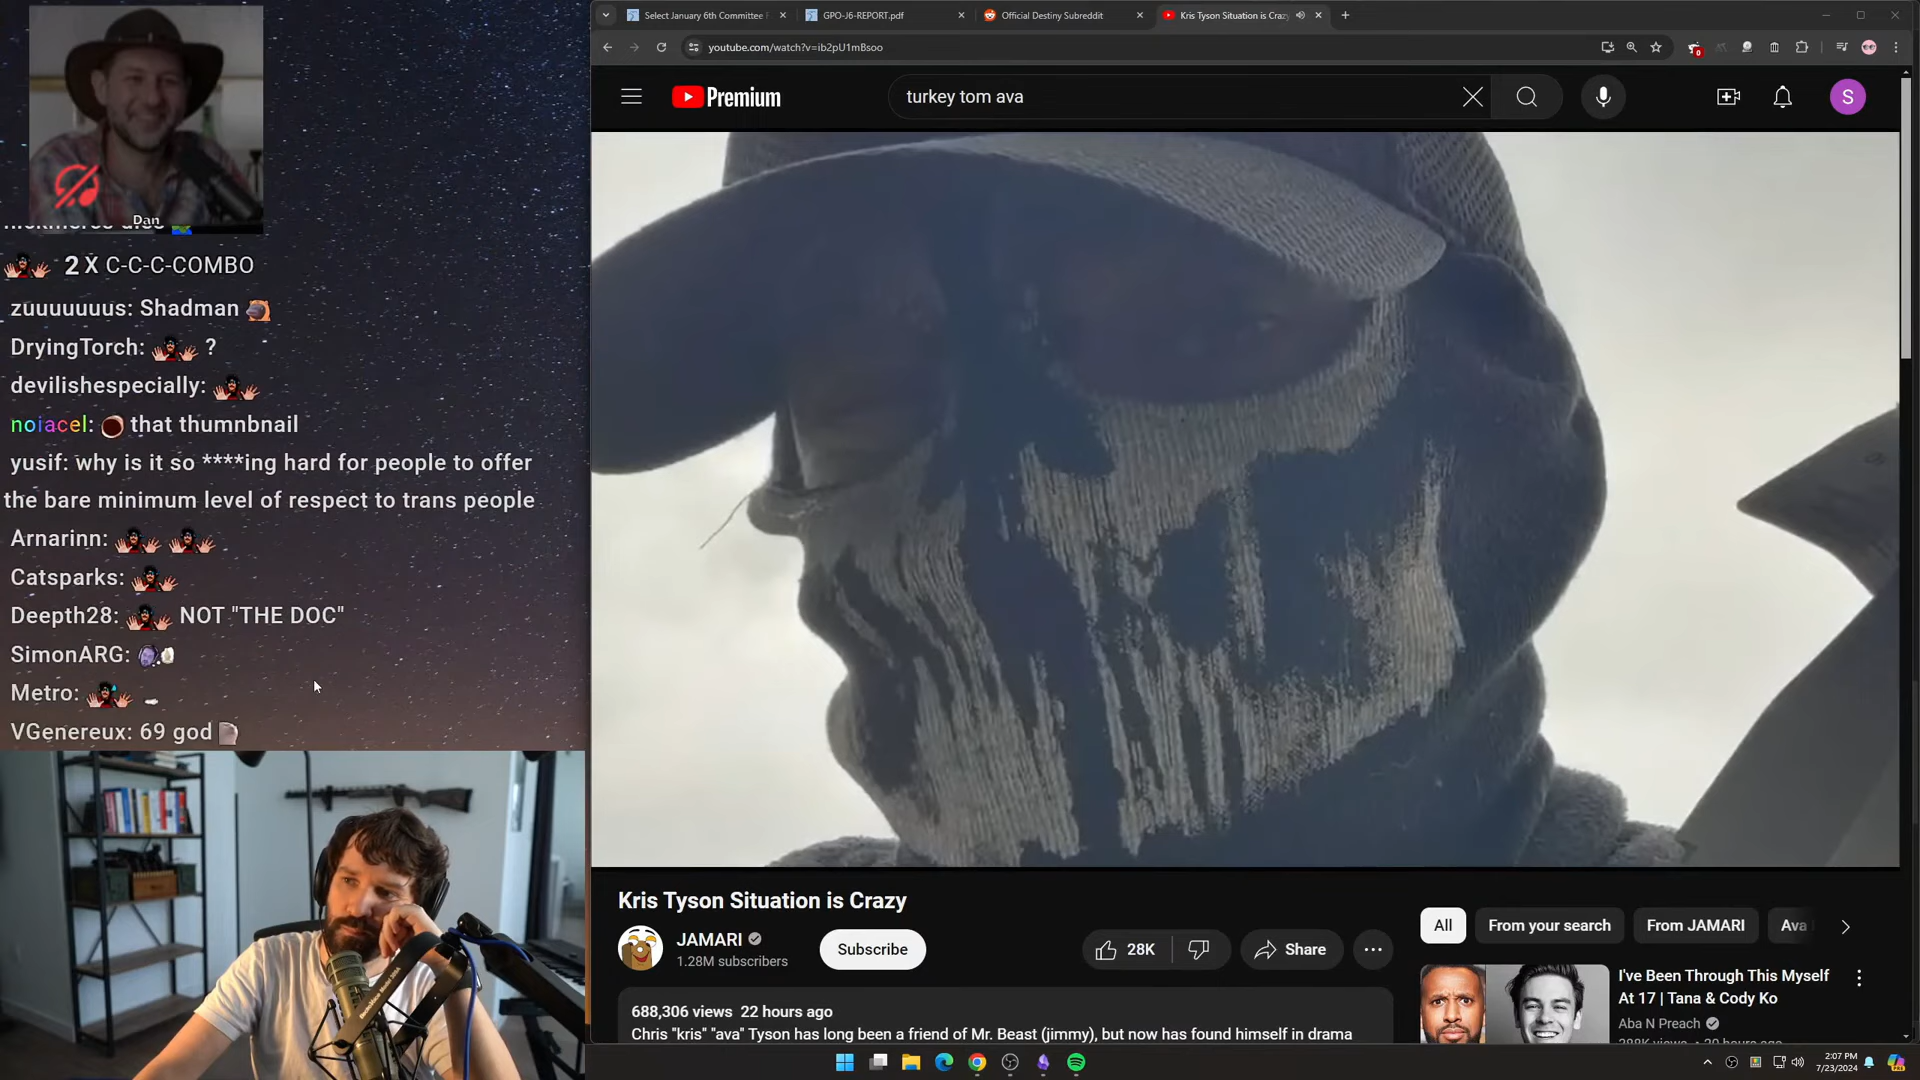 Select January 6th Committee F
GPO-J6-REPORT.pdf
Official Destiny Subreddit
Kris Tyson Situation is Crazy
youtube.com/watch?v=ib2pU1mBsoo
Premium
turkey tom ava
S
Dan
2 X C-C-C-COMBO
zuuuuuuus: Shadman
DryingTorch: ?
devilishespecially:
noiacel: that thumnbnail
yusif: why is it so ****ing hard for people to offer
the bare minimum level of respect to trans people
Arnarinn:
Catsparks:
Deepth28: NOT "THE DOC"
SimonARG:
Metro:
VGenereux: 69 god
Kris Tyson Situation is Crazy
JAMARI
1.28M subscribers
Subscribe
28K
Share
All
From your search
From JAMARI
Ava
688,306 views 22 hours ago
Chris "kris" "ava" Tyson has long been a friend of Mr. Beast (jimmy), but now has found himself in drama
I've Been Through This Myself
At 17 | Tana & Cody Ko
Aba N Preach
388K views • 20 hours ago
2:07 PM
7/23/2024